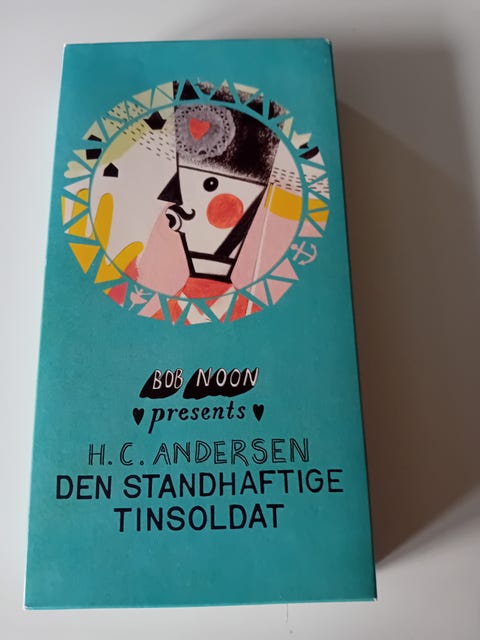 BOB NOON
presents
H.C. ANDERSEN
DEN STANDHAFTIGE
TINSOLDAT